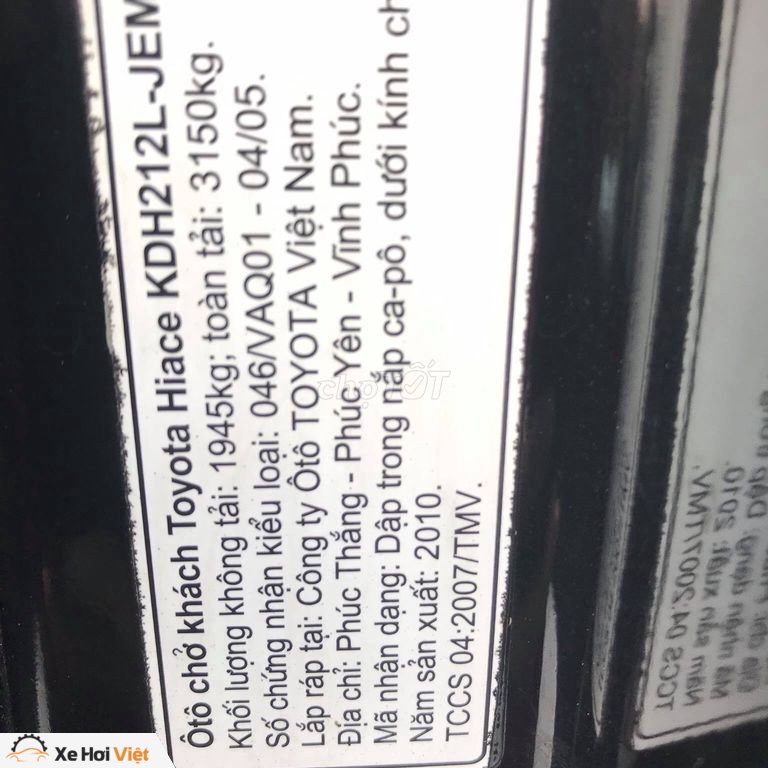 Ôtô chở khách Toyota Hiace KDH212L-JEM
Khối lượng không tải: 1945kg; toàn tải: 3150kg.
Số chứng nhận kiểu loại: 046/VAQ01 - 04/05.
Lắp ráp tại: Công ty Ôtô TOYOTA Việt Nam.
Địa chỉ: Phúc Thắng - Phúc Yên - Vĩnh Phúc.
Mã nhận dạng: Dập trong nắp ca-pô, dưới kính ch
Năm sản xuất: 2010.
TCCS 04:2007/TMV.
chợTỐT
Xe Hơi Việt